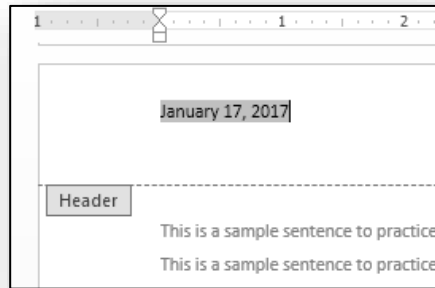 1 1 2
January 17, 2017
Header
This is a sample sentence to practice
This is a sample sentence to practice